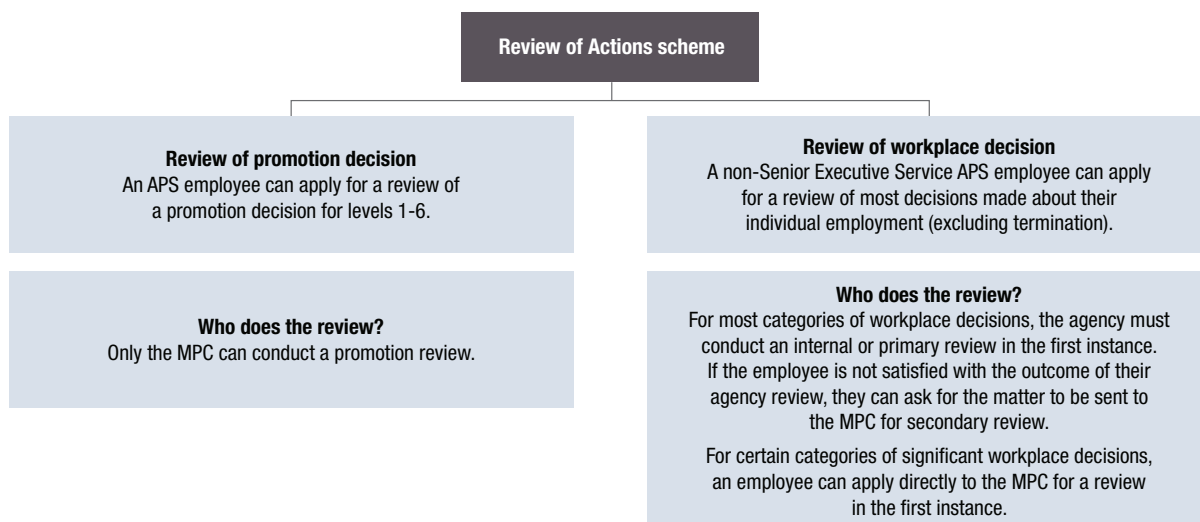 Review of Actions scheme
Review of promotion decision
An APS employee can apply for a review of
a promotion decision for levels 1-6.
Who does the review?
Only the MPC can conduct a promotion review.
Review of workplace decision
A non-Senior Executive Service APS employee can apply
for a review of most decisions made about their
individual employment (excluding termination).
Who does the review?
For most categories of workplace decisions, the agency must
conduct an internal or primary review in the first instance.
If the employee is not satisfied with the outcome of their
agency review, they can ask for the matter to be sent to
the MPC for secondary review.
For certain categories of significant workplace decisions,
an employee can apply directly to the MPC for a review
in the first instance.